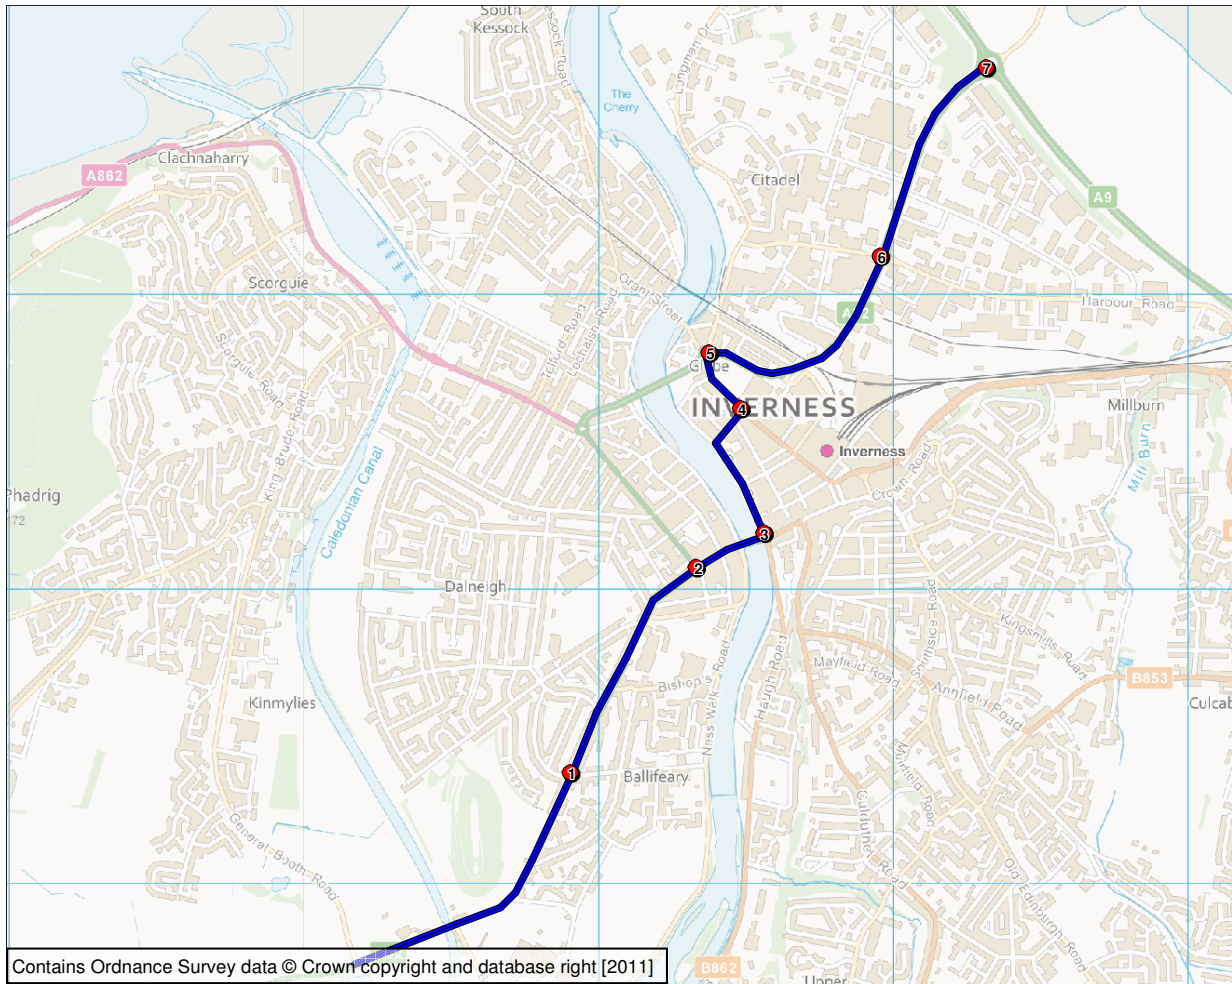 South
Kessock
Kessock Road
Longman Dr
The
Cherry
7
Clachnaharry
A862
Citadel
A9
6
Scorguie
Grant Street
Harbour Road
Telford Road
Lochalsh Road
5
Scorguie Road
King Brude Road
4
INVERNESS
Millburn
Inverness
Crown Road
Mill Burn
Phadrig
72
Caledonian Canal
3
2
Dalneigh
Southside Road
Kingsmills Road
Mayfield Road
Annfield Road
B853
Bishop's Road
Haugh Road
Ness Walk
Kinmylies
Culcab
1
Ballifeary
Muirfield Road
Culduthel Road
General Booth Road
Old Edinburgh Road
B862
Upper
Contains Ordnance Survey data © Crown copyright and database right [2011]